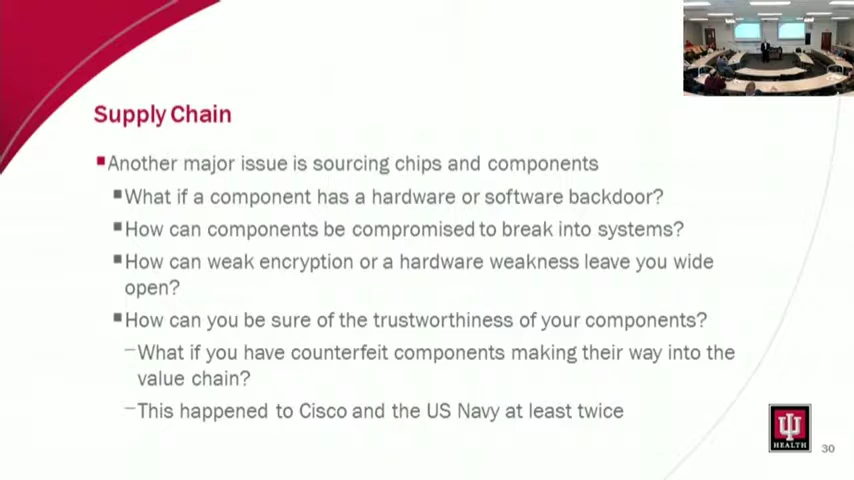 Supply Chain
Another major issue is sourcing chips and components
What if a component has a hardware or software backdoor?
How can components be compromised to break into systems?
How can weak encryption or a hardware weakness leave you wide
open?
How can you be sure of the trustworthiness of your components?
What if you have counterfeit components making their way into the
value chain?
This happened to Cisco and the US Navy at least twice
HEALTH
30